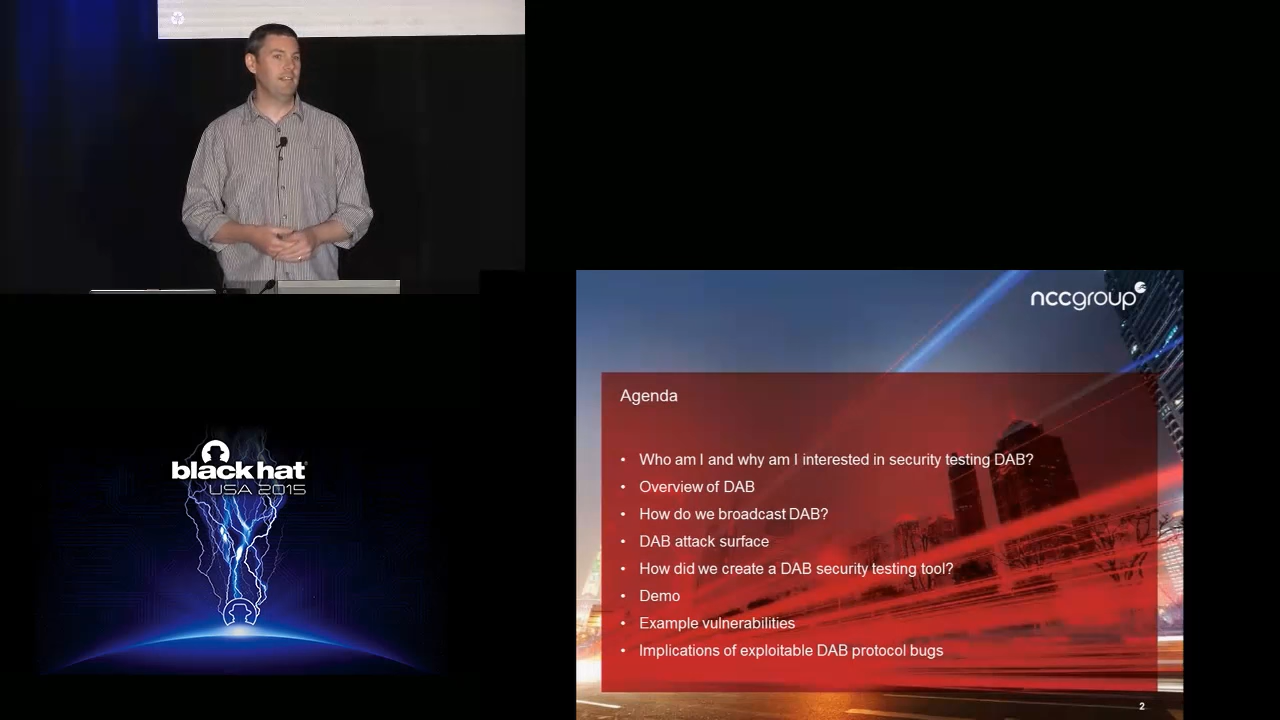 black hat
USA 2015
nccgroup
Agenda
• Who am I and why am I interested in security testing DAB?
• Overview of DAB
• How do we broadcast DAB?
• DAB attack surface
• How did we create a DAB security testing tool?
• Demo
• Example vulnerabilities
• Implications of exploitable DAB protocol bugs
2